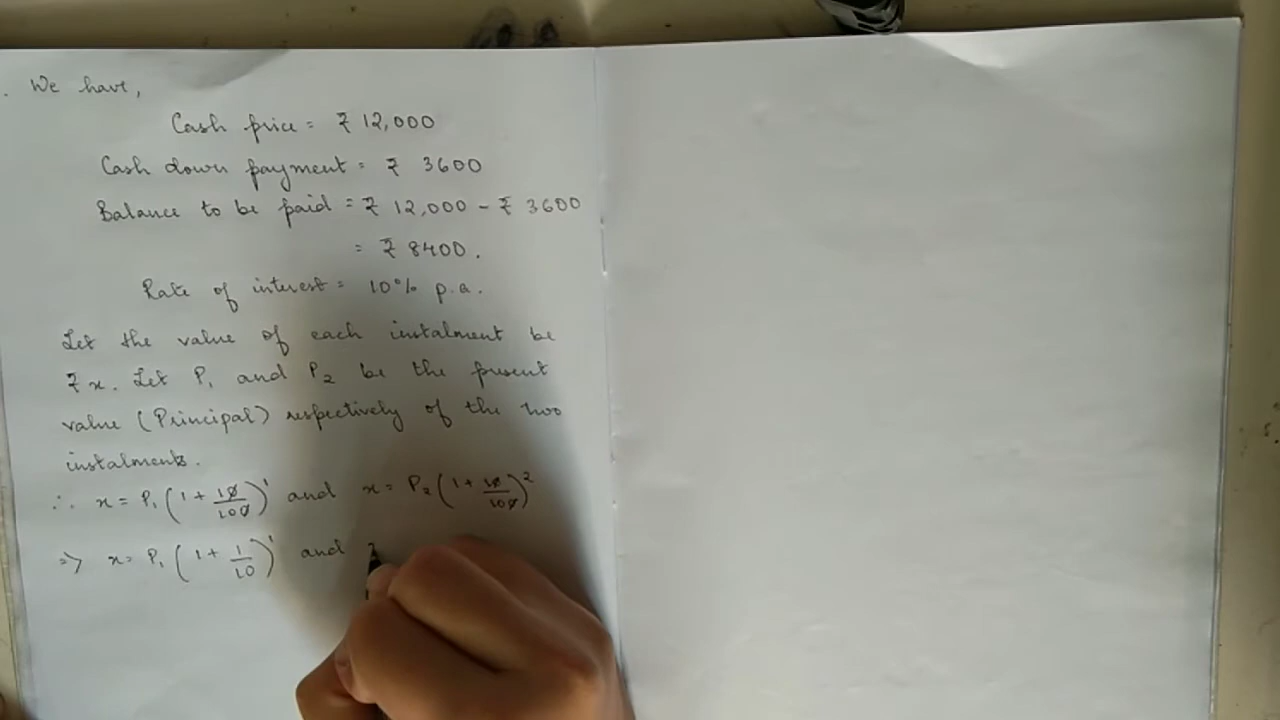 . We have,
Cash price = ₹ 12,000
Cash down payment = ₹ 3600
Balance to be paid = ₹ 12,000 - ₹ 3600
= ₹ 8400.
Rate of interest = 10% p.a.
Let the value of each instalment be
₹ x. Let P₁ and P₂ be the present
value (Principal) respectively of the two
instalments.
∴ x = P₁ (1 + 10/100)¹ and x = P₂ (1 + 10/100)²
⇒ x = P₁ (1 + 1/10)¹ and